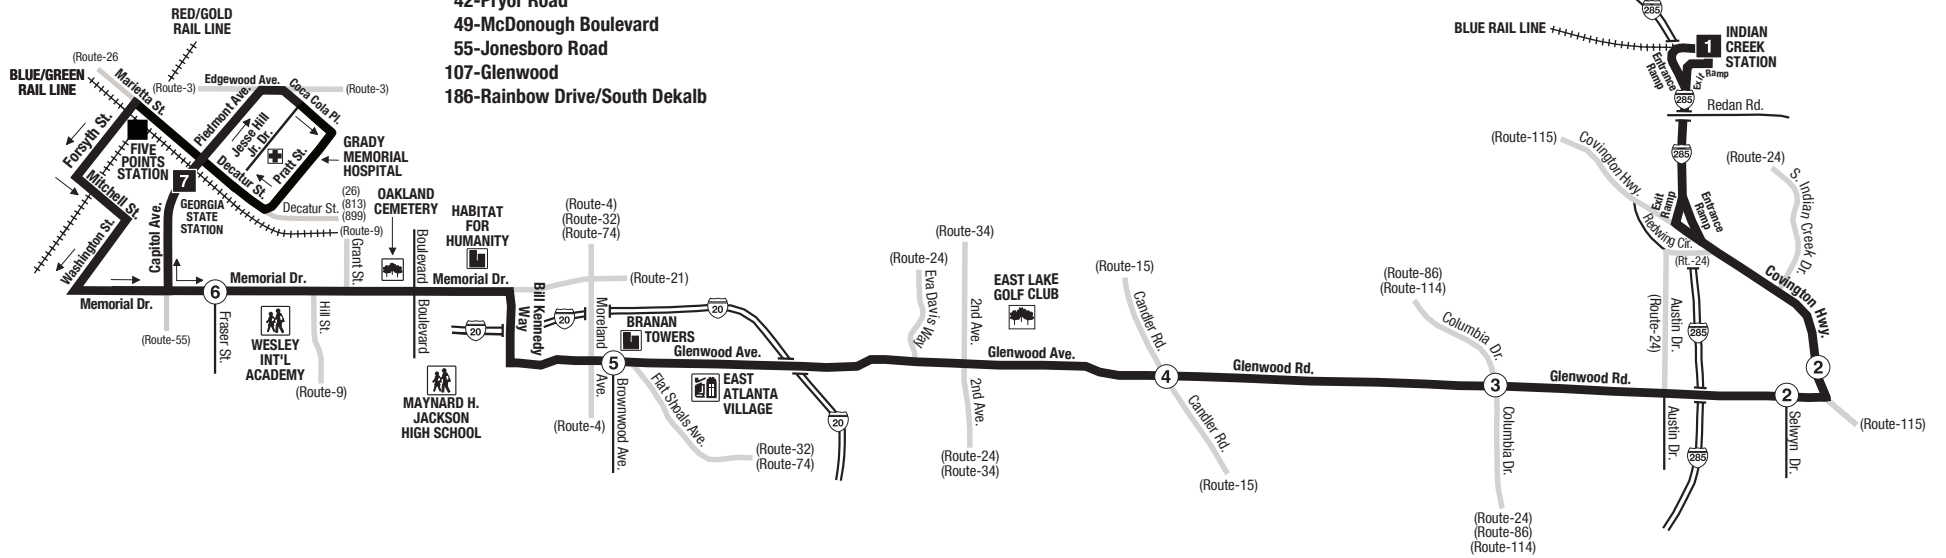 42-Pryor Road
49-McDonough Boulevard
55-Jonesboro Road
107-Glenwood
186-Rainbow Drive/South Dekalb
RED/GOLD
RAIL LINE
(Route-26
BLUE/GREEN
RAIL LINE
Marietta St.
(Route-3)
Edgewood Ave.
Coca Cola Pl.
(Route-3)
Piedmont Ave.
Jesse Hill
Jr. Dr.
Pratt St.
Decatur St.
GRADY
MEMORIAL
HOSPITAL
Forsyth St.
FIVE
POINTS
STATION
7
GEORGIA
STATE
STATION
Mitchell St.
Washington St.
Capitol Ave.
Decatur St.
(26)
(813)
(899)
(Route-9)
Grant St.
OAKLAND
CEMETERY
Boulevard
Boulevard
HABITAT
FOR
HUMANITY
Memorial Dr.
Memorial Dr.
Memorial Dr.
6
(Route-55)
Fraser St.
WESLEY
INT'L
ACADEMY
Hill St.
(Route-9)
MAYNARD H.
JACKSON
HIGH SCHOOL
20
Bill Kennedy
Way
20
(Route-4)
(Route-32)
(Route-74)
(Route-21)
Moreland
Ave.
20
BRANAN
TOWERS
5
Glenwood Ave.
(Route-4)
Brownwood Ave.
Flat Shoals Ave.
EAST
ATLANTA
VILLAGE
(Route-32)
(Route-74)
20
(Route-24)
Eva Davis Way
(Route-34)
2nd Ave.
2nd Ave.
(Route-24)
(Route-34)
EAST LAKE
GOLF CLUB
Glenwood Ave.
(Route-15)
Candler Rd.
4
Candler Rd.
(Route-15)
Glenwood Rd.
(Route-86)
(Route-114)
Columbia Dr.
3
Columbia Dr.
(Route-24)
(Route-86)
(Route-114)
Glenwood Rd.
285
BLUE RAIL LINE
1
INDIAN
CREEK
STATION
Entrance
Ramp
Exit Ramp
285
Redan Rd.
(Route-115)
Covington Hwy.
285
(Route-24)
S. Indian Creek Dr.
Exit
Ramp
Entrance
Ramp
Redwing Cir.
(Rt.-24)
Covington Hwy.
Austin Dr.
(Route-24)
285
2
2
Austin Dr.
285
Selwyn Dr.
(Route-115)